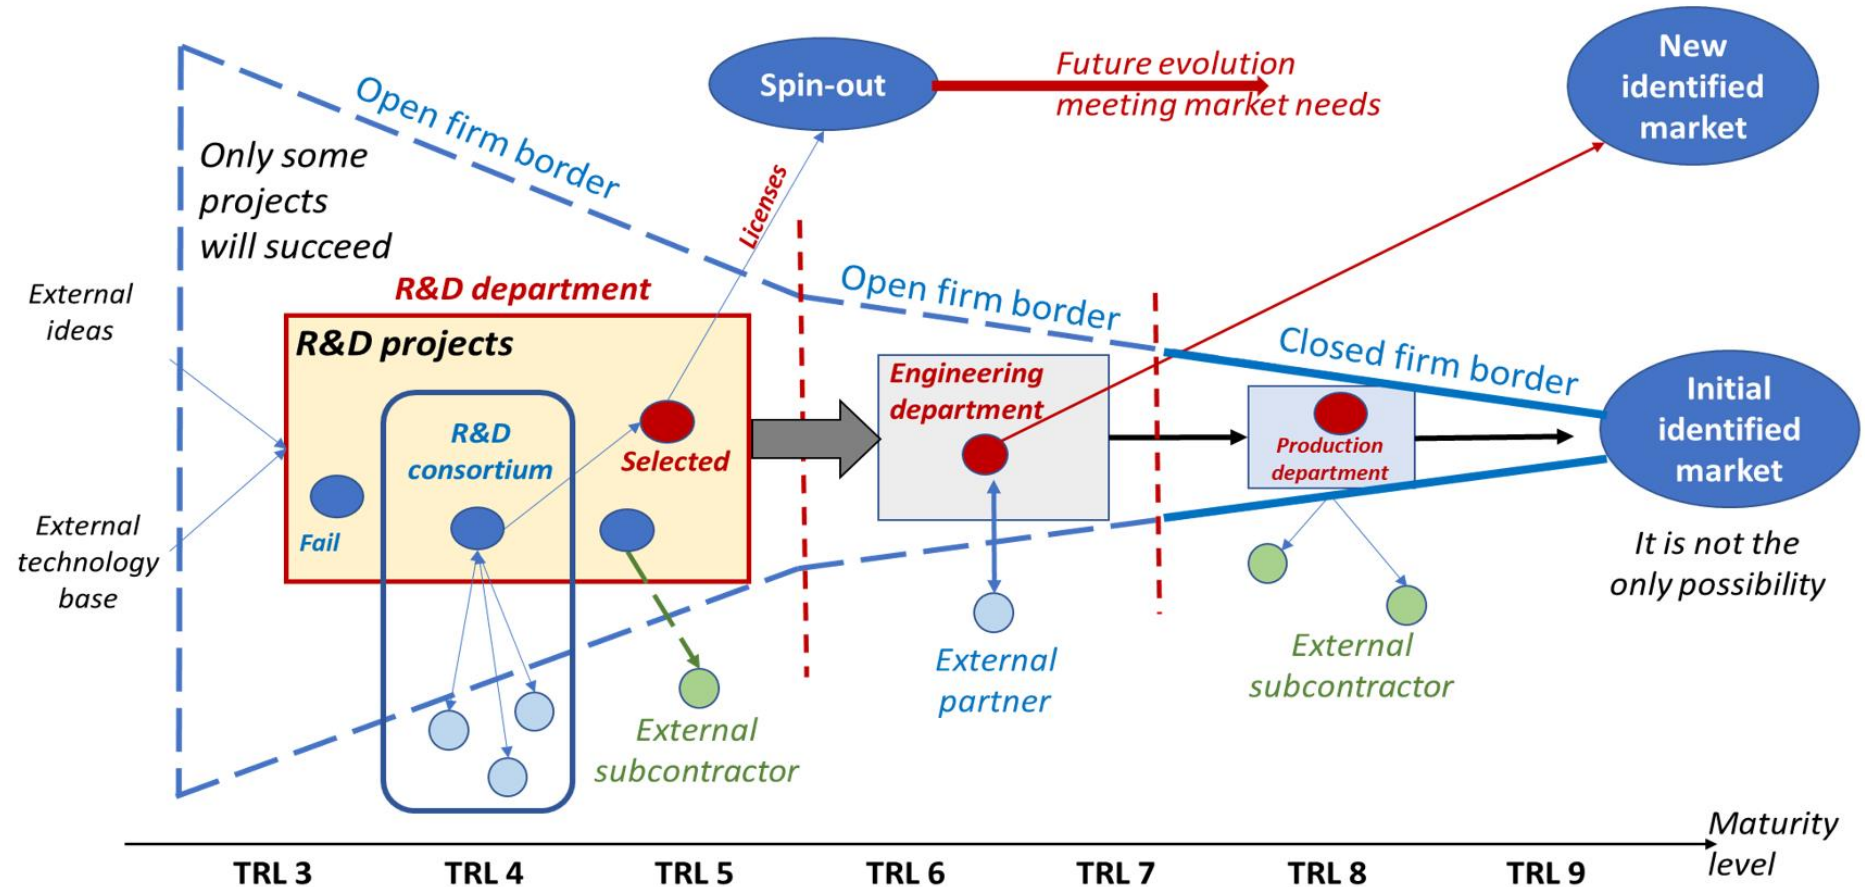 New
identified
market
Spin-out
Future evolution
meeting market needs
Open firm border
Only some
projects
will succeed
Licenses
External
ideas
R&D department
Open firm border
R&D projects
Closed firm border
Engineering
department
Initial
identified
market
R&D
consortium
Selected
Production
department
Fail
External
technology
base
It is not the
only possibility
External
partner
External
subcontractor
External
subcontractor
Maturity
level
TRL 3 TRL 4 TRL 5 TRL 6 TRL 7 TRL 8 TRL 9